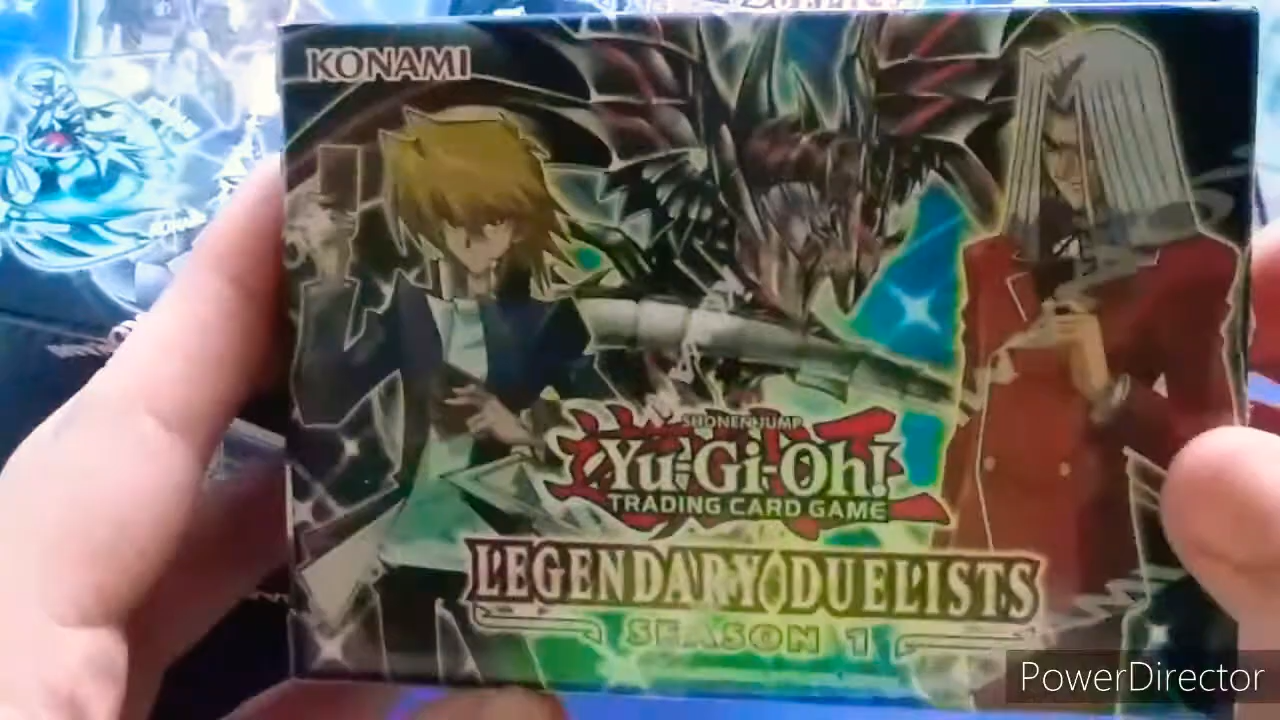 KONAMI
SHONEN JUMP
Yu-Gi-Oh!
TRADING CARD GAME
LEGENDARY DUELISTS
SEASON 1
PowerDirector